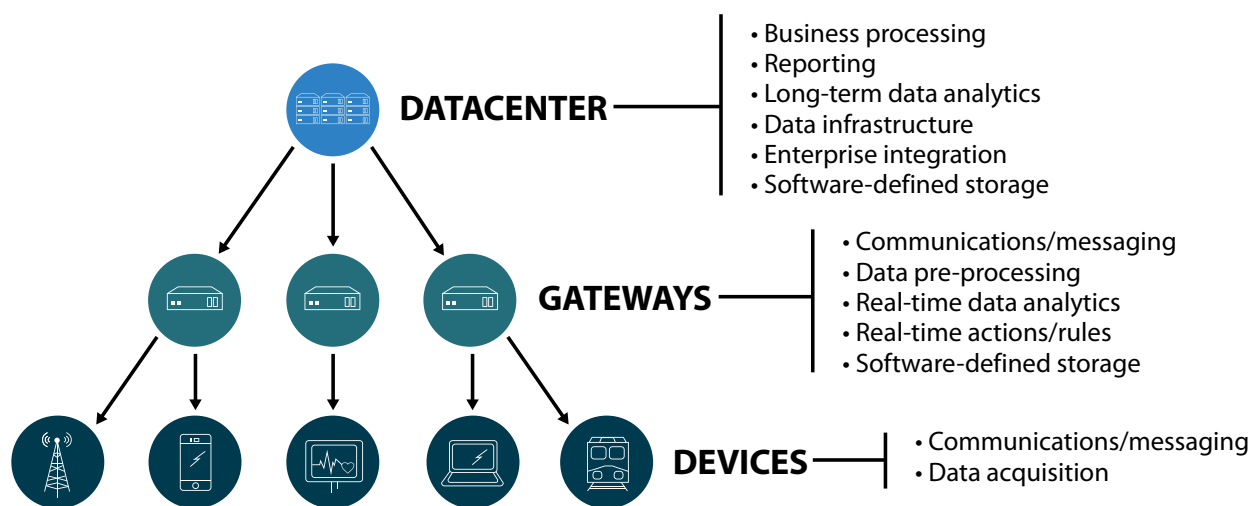 DATACENTER
• Business processing
• Reporting
• Long-term data analytics
• Data infrastructure
• Enterprise integration
• Software-defined storage
GATEWAYS
• Communications/messaging
• Data pre-processing
• Real-time data analytics
• Real-time actions/rules
• Software-defined storage
DEVICES
• Communications/messaging
• Data acquisition